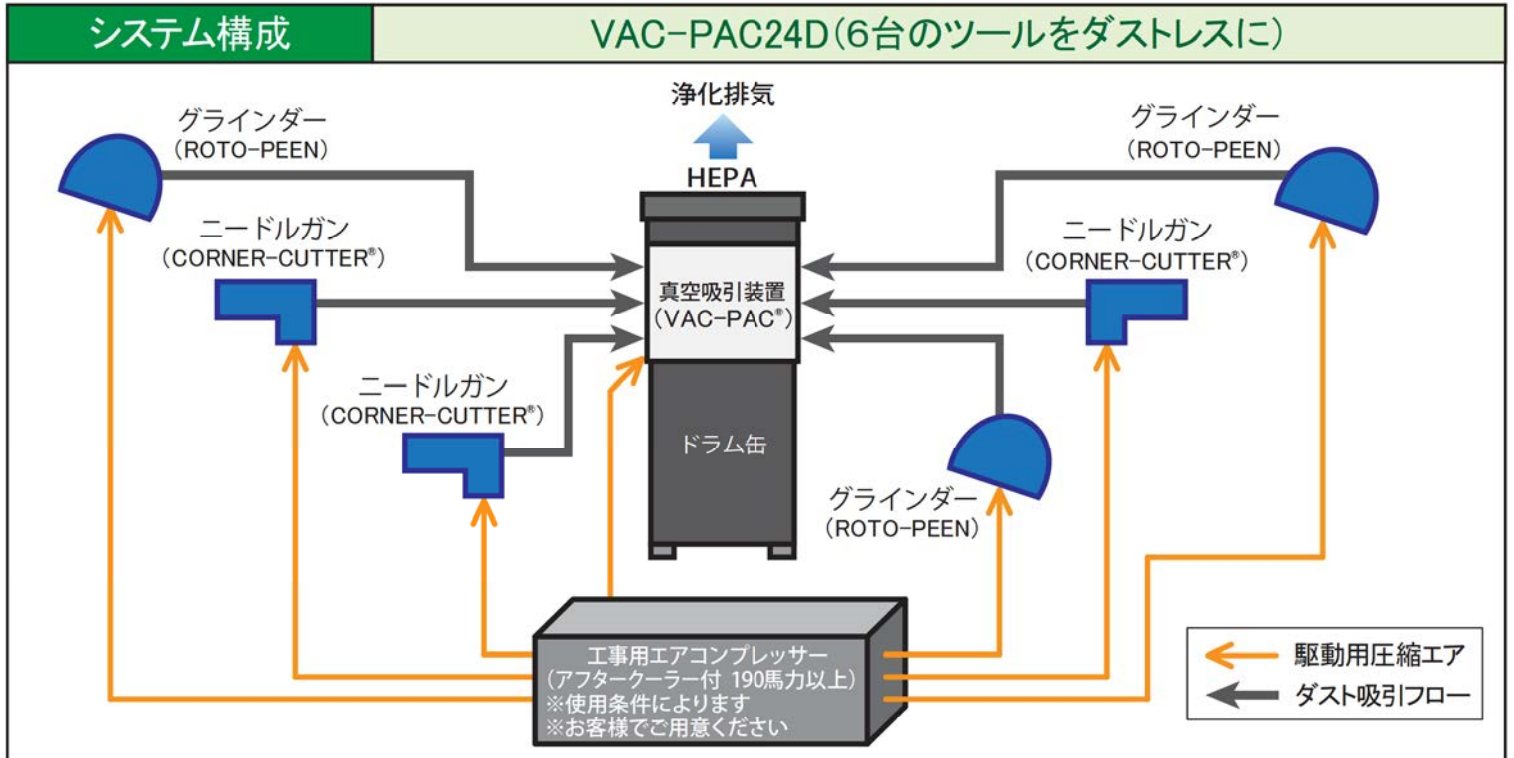 システム構成
VAC-PAC24D(6台のツールをダストレスに)
浄化排気
HEPA
グラインダー
(ROTO-PEEN)
グラインダー
(ROTO-PEEN)
ニードルガン
(CORNER-CUTTER®)
ニードルガン
(CORNER-CUTTER®)
真空吸引装置
(VAC-PAC®)
ニードルガン
(CORNER-CUTTER®)
ドラム缶
グラインダー
(ROTO-PEEN)
工事用エアコンプレッサー
(アフタークーラー付 190馬力以上)
※使用条件によります
※お客様でご用意ください
駆動用圧縮エア
ダスト吸引フロー